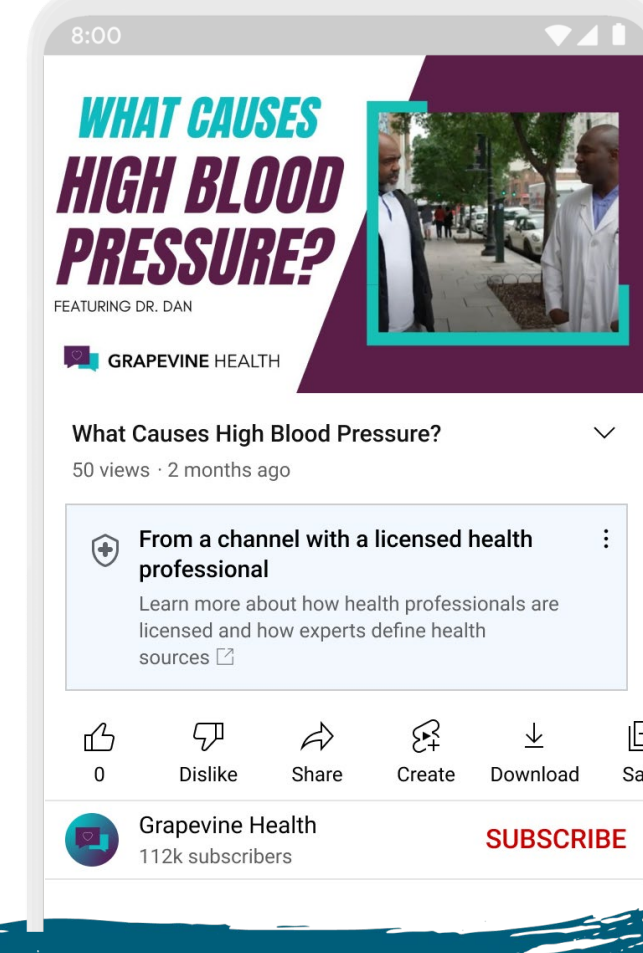 8:00
WHAT CAUSES
HIGH BLOOD
PRESSURE?
FEATURING DR. DAN
GRAPEVINE HEALTH
What Causes High Blood Pressure?
50 views · 2 months ago
From a channel with a licensed health
professional
Learn more about how health professionals are
licensed and how experts define health
sources
0 Dislike Share Create Download Sa
Grapevine Health
SUBSCRIBE
112k subscribers